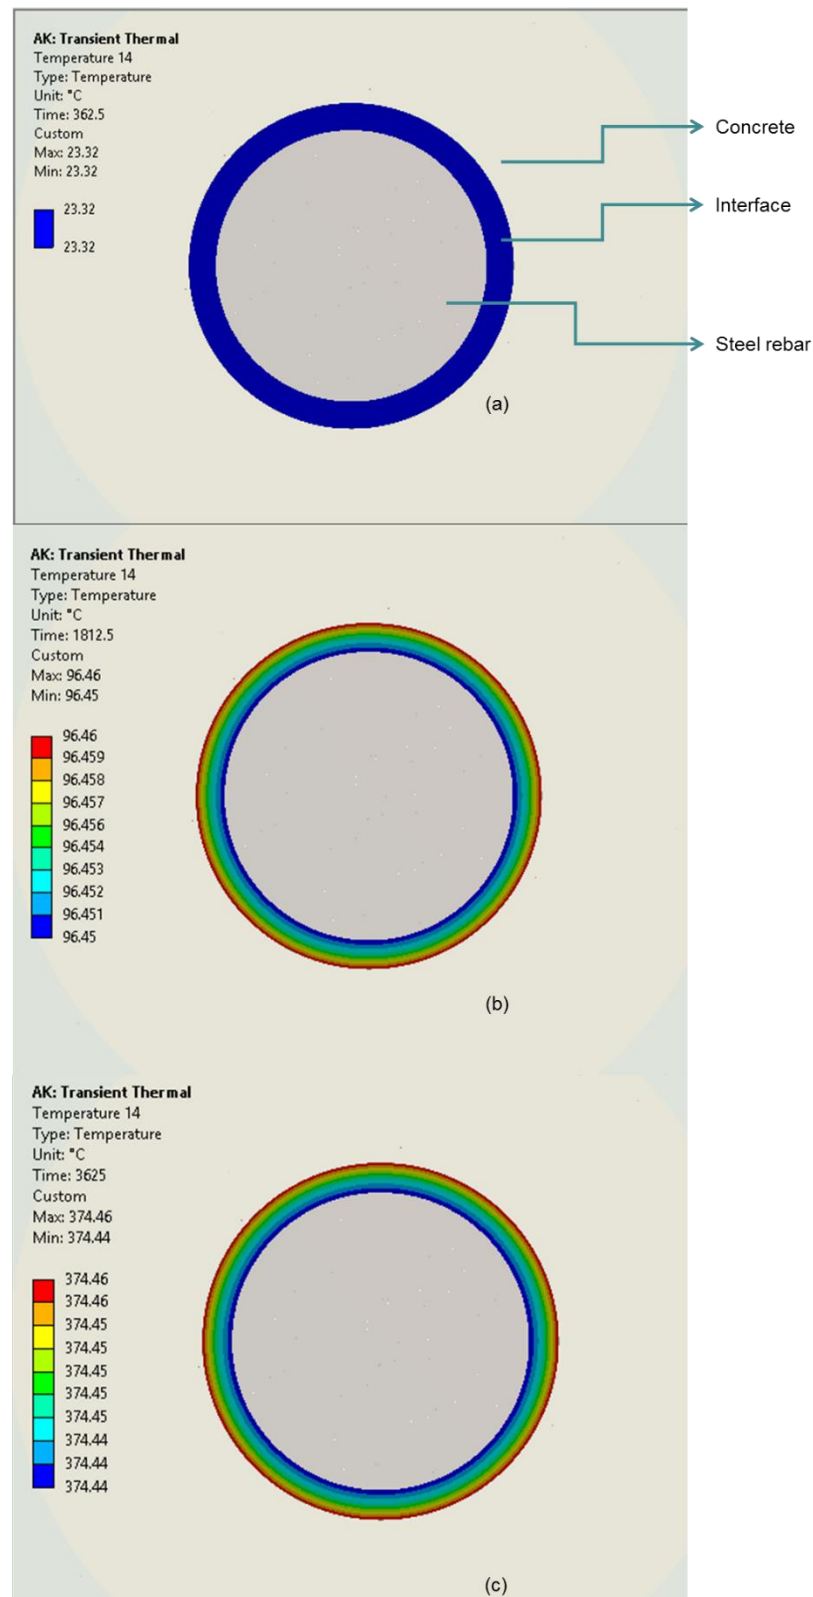 AK: Transient Thermal
Temperature 14
Type: Temperature
Unit: °C
Time: 362.5
Custom
Max: 23.32
Min: 23.32
23.32
23.32
Concrete
Interface
Steel rebar
(a)
AK: Transient Thermal
Temperature 14
Type: Temperature
Unit: °C
Time: 1812.5
Custom
Max: 96.46
Min: 96.45
96.46
96.459
96.458
96.457
96.456
96.454
96.453
96.452
96.451
96.45
(b)
AK: Transient Thermal
Temperature 14
Type: Temperature
Unit: °C
Time: 3625
Custom
Max: 374.46
Min: 374.44
374.46
374.46
374.45
374.45
374.45
374.45
374.45
374.44
374.44
374.44
(c)